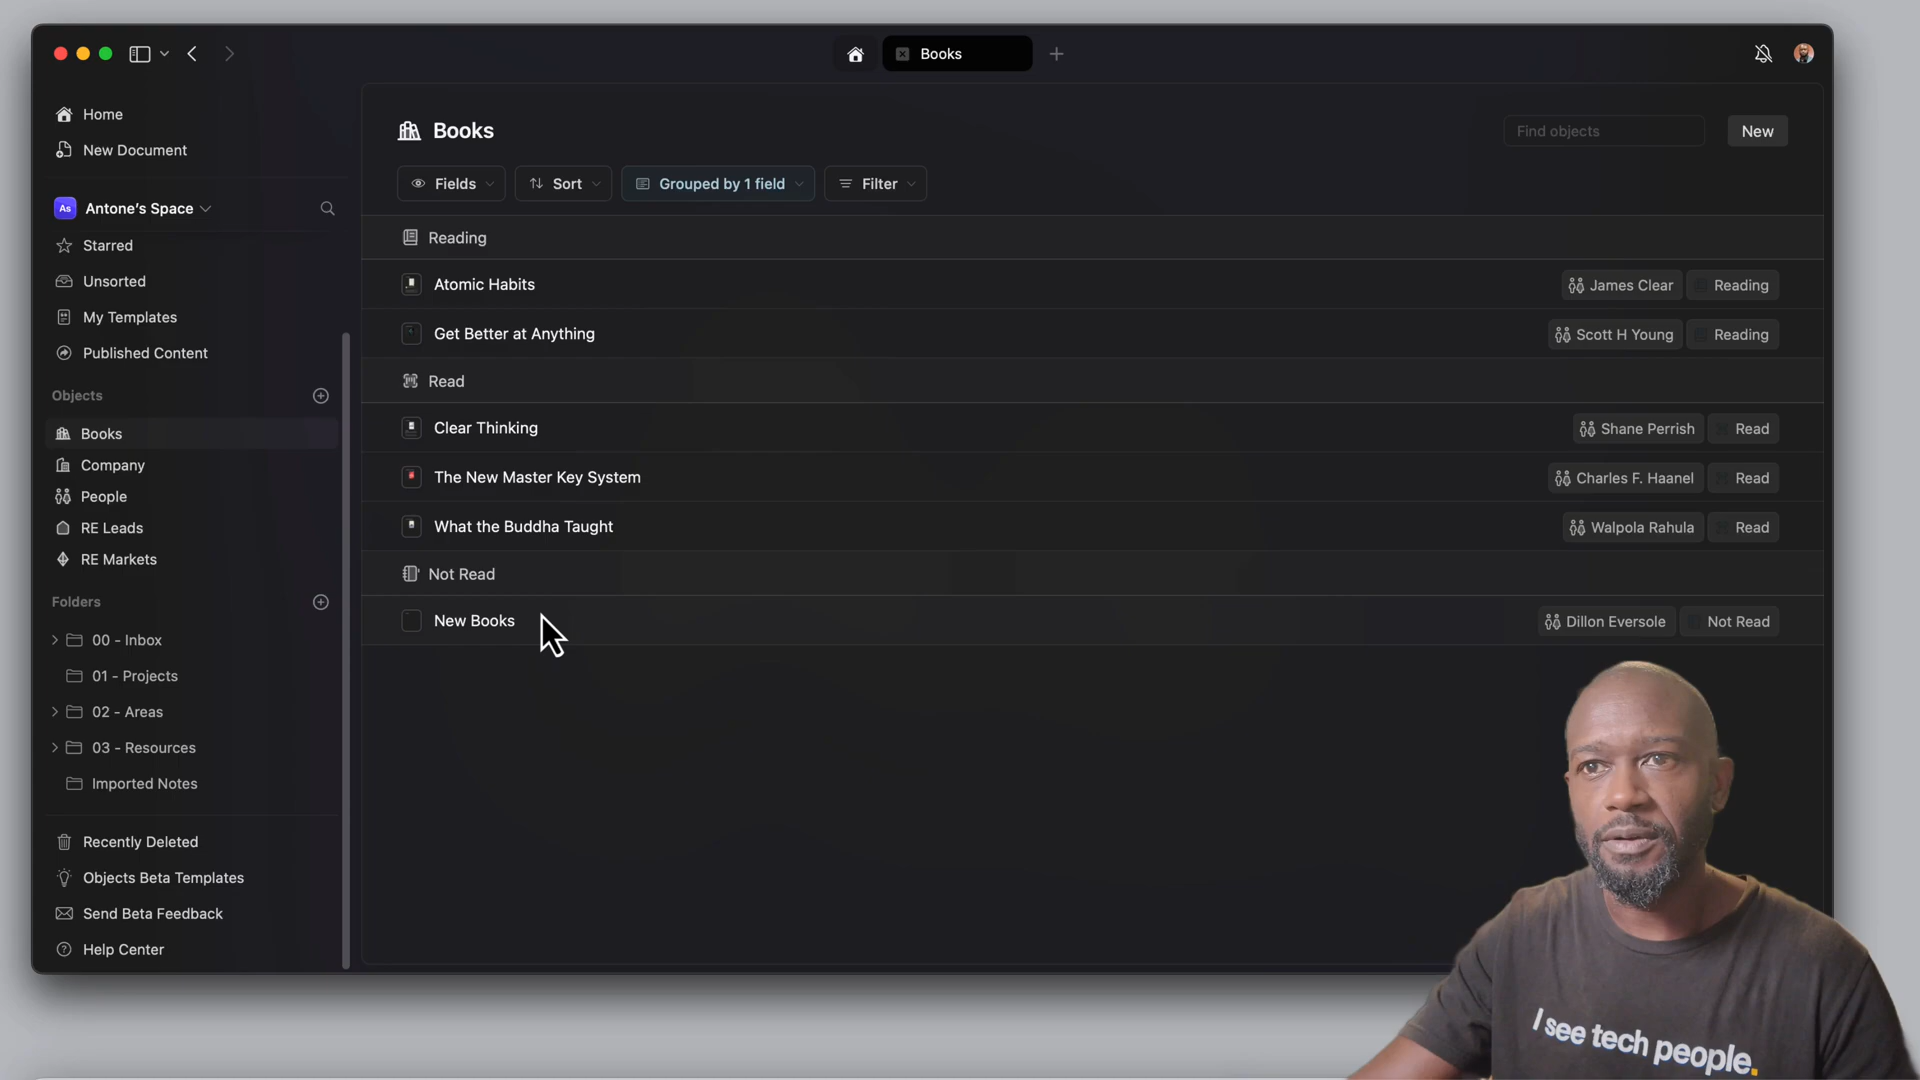 Books
Home
New Document
As Antone's Space
Starred
Unsorted
My Templates
Published Content
Objects
Books
Company
People
RE Leads
RE Markets
Folders
00 - Inbox
01 - Projects
02 - Areas
03 - Resources
Imported Notes
Recently Deleted
Objects Beta Templates
Send Beta Feedback
Help Center
Books
Find objects
New
Fields
Sort
Grouped by 1 field
Filter
Reading
Atomic Habits
James Clear
Reading
Get Better at Anything
Scott H Young
Reading
Read
Clear Thinking
Shane Perrish
Read
The New Master Key System
Charles F. Haanel
Read
What the Buddha Taught
Walpola Rahula
Read
Not Read
New Books
Dillon Eversole
Not Read
I see tech people.